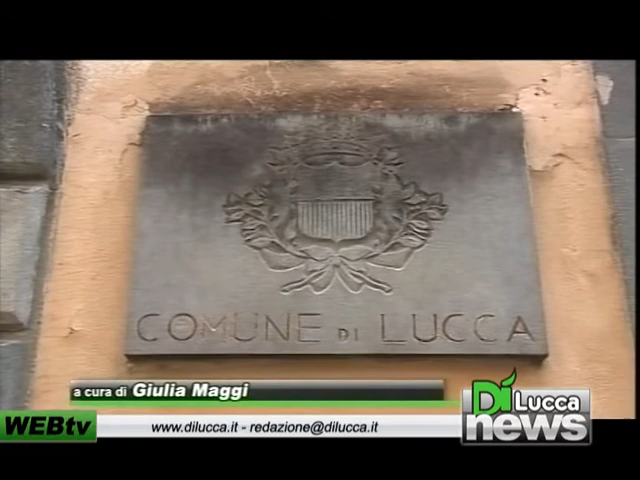 COMUNE DI LUCCA
a cura di Giulia Maggi
WEBtv
www.dilucca.it - redazione@dilucca.it
Di Lucca
news